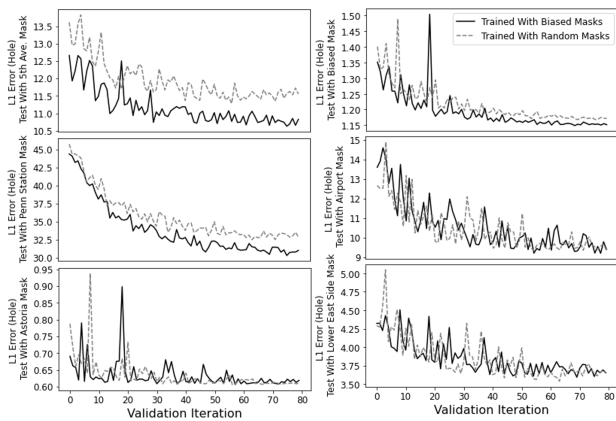 L1 Error (Hole)
Test With 5th Ave. Mask
13.5
13.0
12.5
12.0
11.5
11.0
10.5
L1 Error (Hole)
Test With Penn Station Mask
45.0
42.5
40.0
37.5
35.0
32.5
30.0
L1 Error (Hole)
Test With Astoria Mask
0.95
0.90
0.85
0.80
0.75
0.70
0.65
0.60
0 10 20 30 40 50 60 70 80
Validation Iteration
L1 Error (Hole)
Test With Biased Mask
1.50
1.45
1.40
1.35
1.30
1.25
1.20
1.15
Trained With Biased Masks
Trained With Random Masks
L1 Error (Hole)
Test With Airport Mask
15
14
13
12
11
10
9
L1 Error (Hole)
Test With Lower East Side Mask
5.00
4.75
4.50
4.25
4.00
3.75
3.50
0 10 20 30 40 50 60 70 80
Validation Iteration